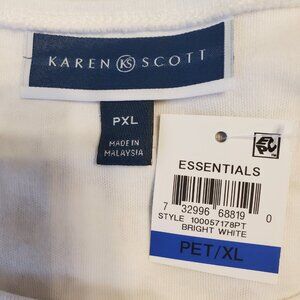 KAREN KS SCOTT
PXL
MADE IN
MALAYSIA
ESSENTIALS
7 32996 68819 0
STYLE 100057178PT
BRIGHT WHITE
PET/XL